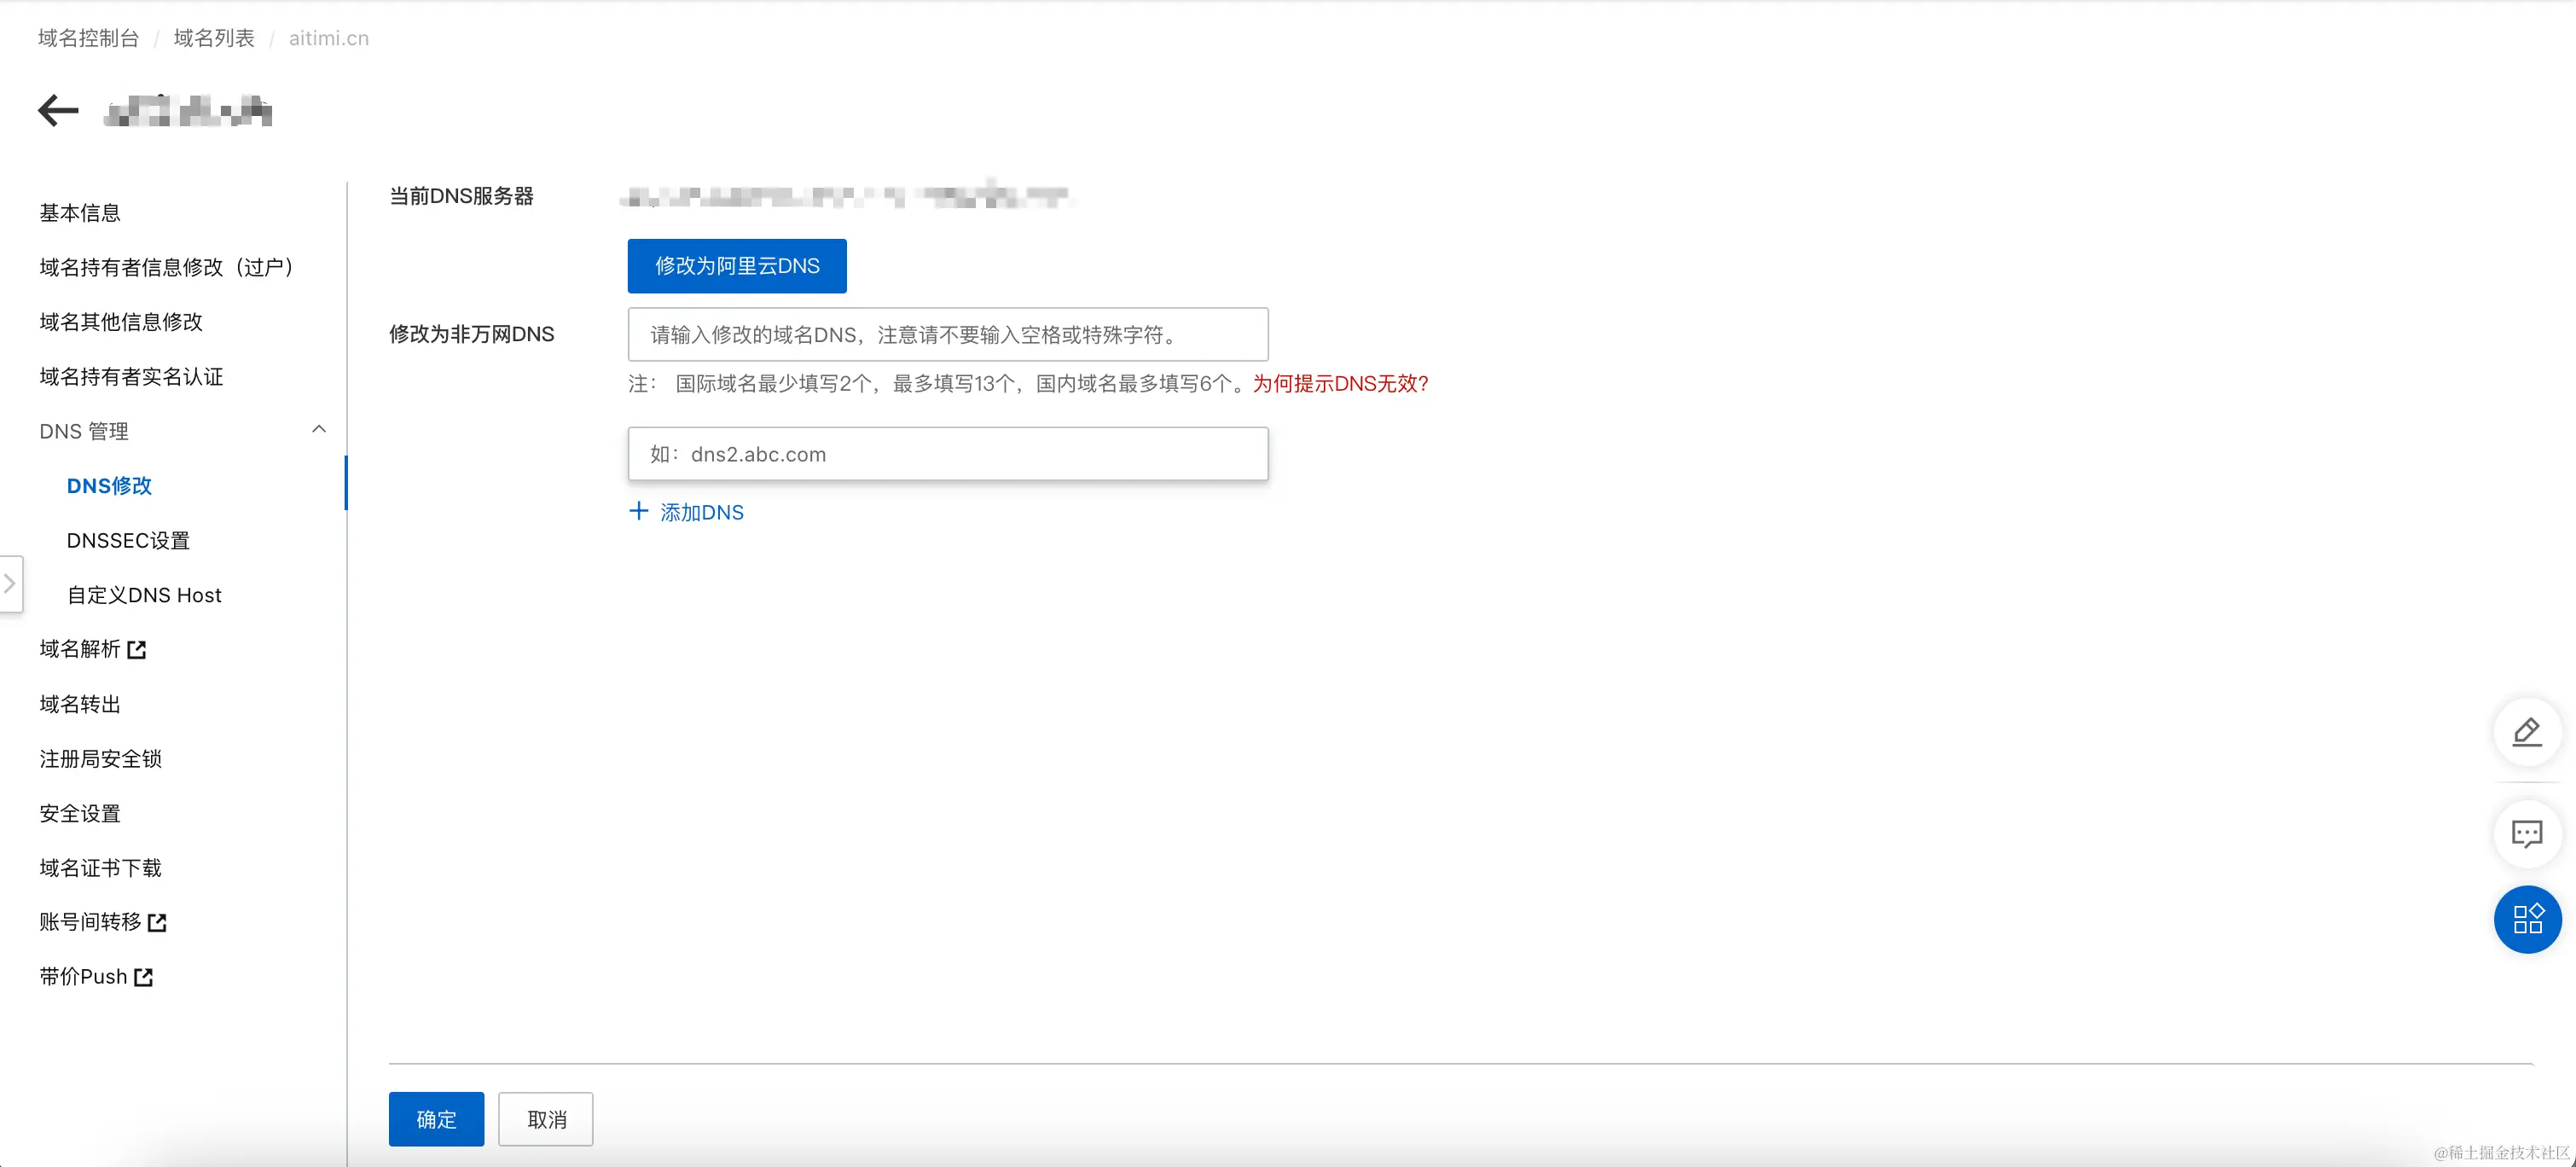 域名控制台 / 域名列表 / aitimi.cn
基本信息
域名持有者信息修改（过户）
域名其他信息修改
域名持有者实名认证
DNS 管理
DNS修改
DNSSEC设置
自定义DNS Host
域名解析
域名转出
注册局安全锁
安全设置
域名证书下载
账号间转移
带价Push
当前DNS服务器
修改为阿里云DNS
修改为非万网DNS
请输入修改的域名DNS，注意请不要输入空格或特殊字符。
注： 国际域名最少填写2个，最多填写13个，国内域名最多填写6个。为何提示DNS无效?
如：dns2.abc.com
添加DNS
确定
取消
@稀土掘金技术社区